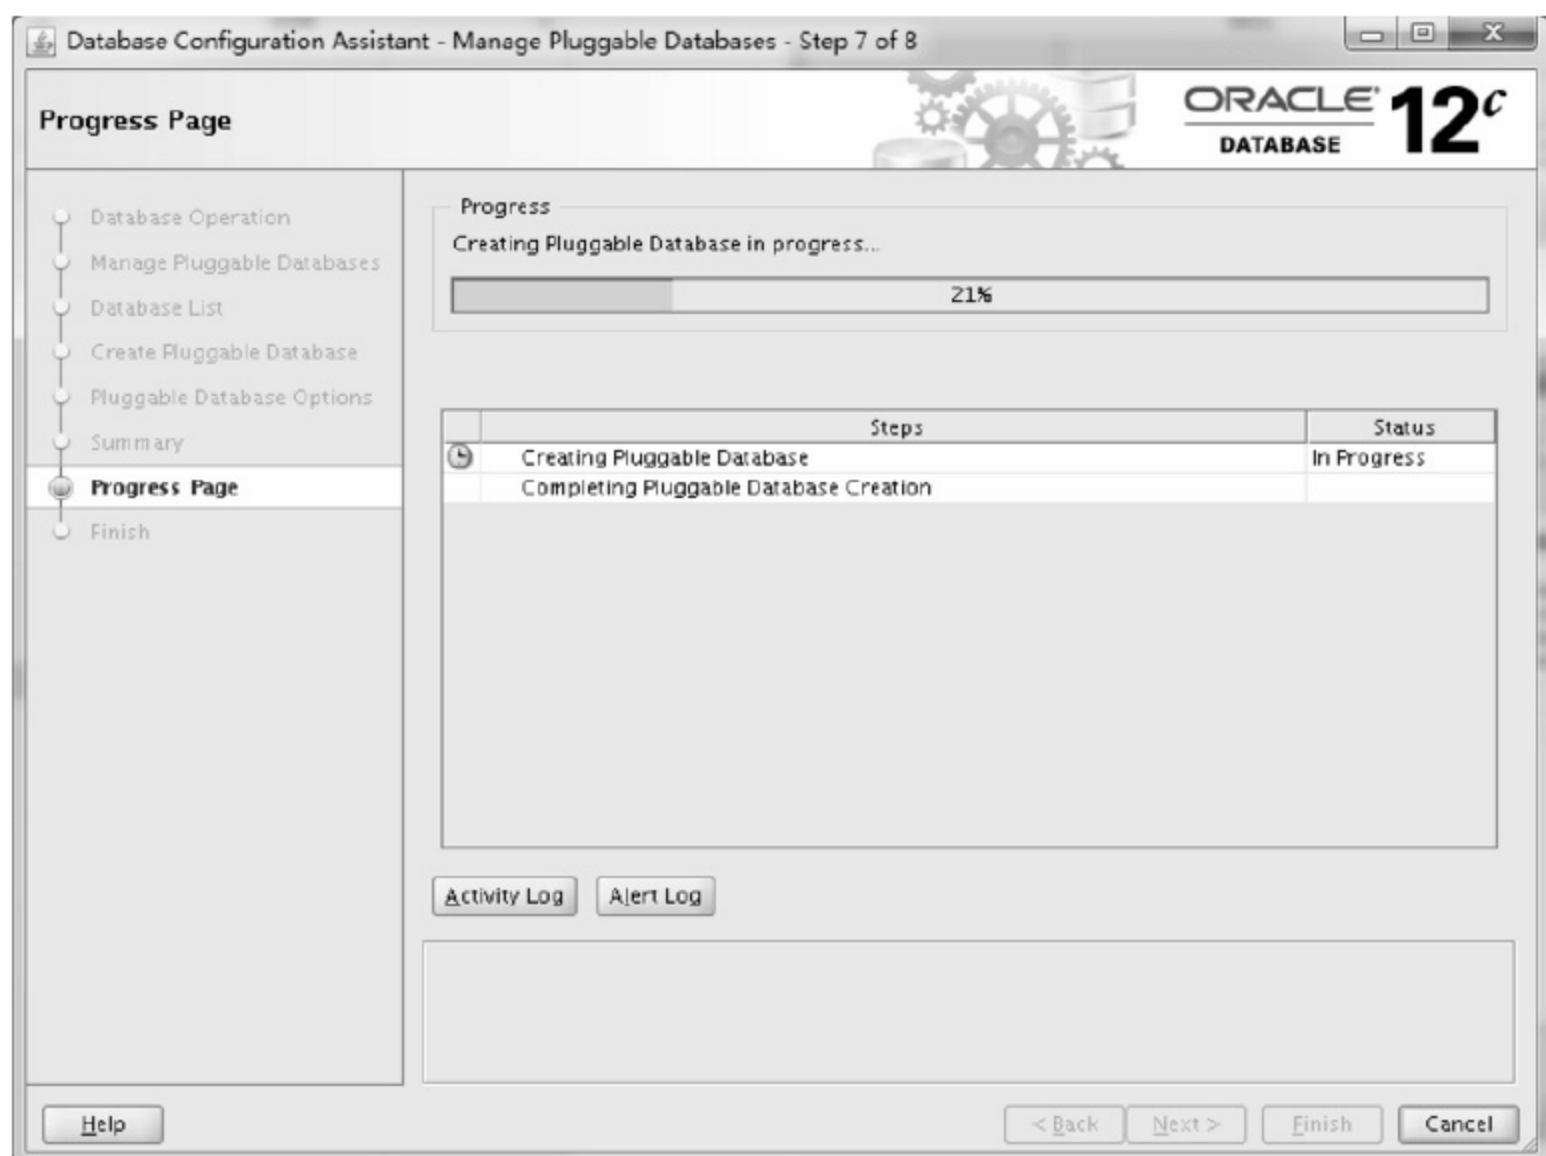 Database Configuration Assistant - Manage Pluggable Databases - Step 7 of 8
Progress Page
ORACLE
DATABASE
12c
Database Operation
Manage Pluggable Databases
Database List
Create Pluggable Database
Pluggable Database Options
Summary
Progress Page
Finish
Progress
Creating Pluggable Database in progress...
21%
Steps Status
Creating Pluggable Database In Progress
Completing Pluggable Database Creation
Activity Log Alert Log
Help < Back Next > Finish Cancel